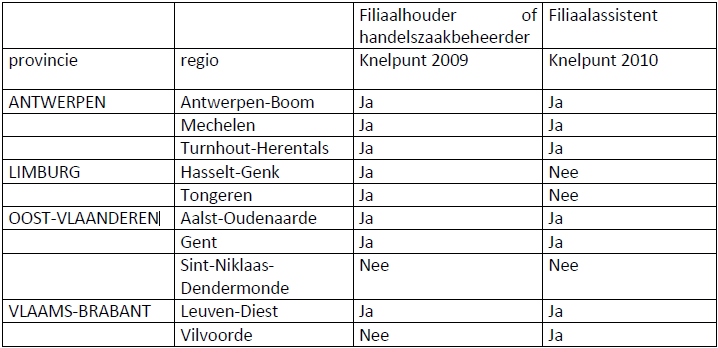 Filiaalhouder of Filiaalassistent
handelszaakbeheerder
provincie regio Knelpunt 2009 Knelpunt 2010
ANTWERPEN Antwerpen-Boom Ja Ja
Mechelen Ja Ja
Turnhout-Herentals Ja Ja
LIMBURG Hasselt-Genk Ja Nee
Tongeren Ja Nee
OOST-VLAANDEREN Aalst-Oudenaarde Ja Ja
Gent Ja Ja
Sint-Niklaas- Nee Nee
Dendermonde
VLAAMS-BRABANT Leuven-Diest Ja Ja
Vilvoorde Nee Ja